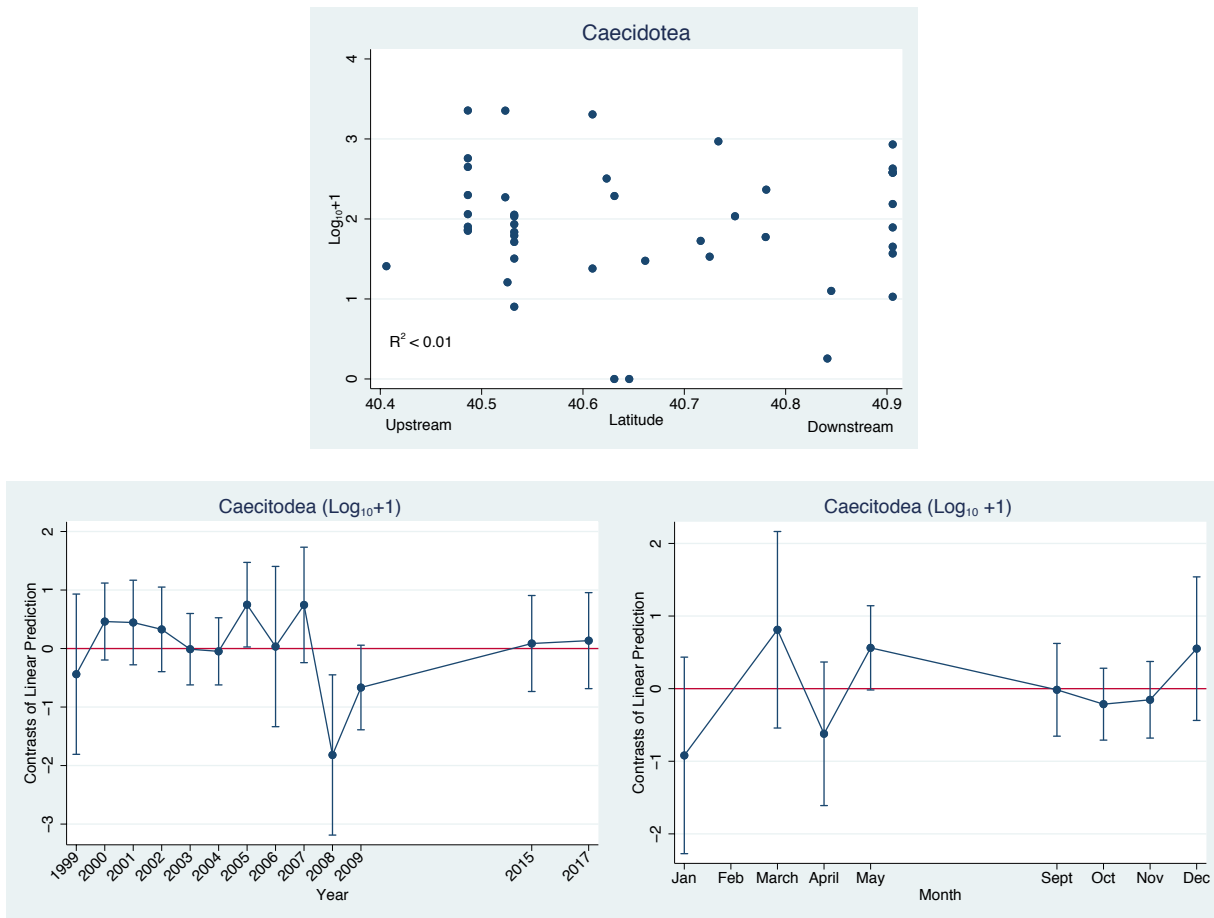 Caecidotea
Log₁₀+1
4
3
2
1
0
R² < 0.01
40.4 40.5 40.6 40.7 40.8 40.9
Upstream Latitude Downstream
Caecitodea (Log₁₀+1)
Contrasts of Linear Prediction
2
1
0
−1
−2
−3
1999 2000 2001 2002 2003 2004 2005 2006 2007 2008 2009 2015 2017
Year
Caecitodea (Log₁₀ +1)
Contrasts of Linear Prediction
2
1
0
−1
−2
Jan Feb March April May Sept Oct Nov Dec
Month